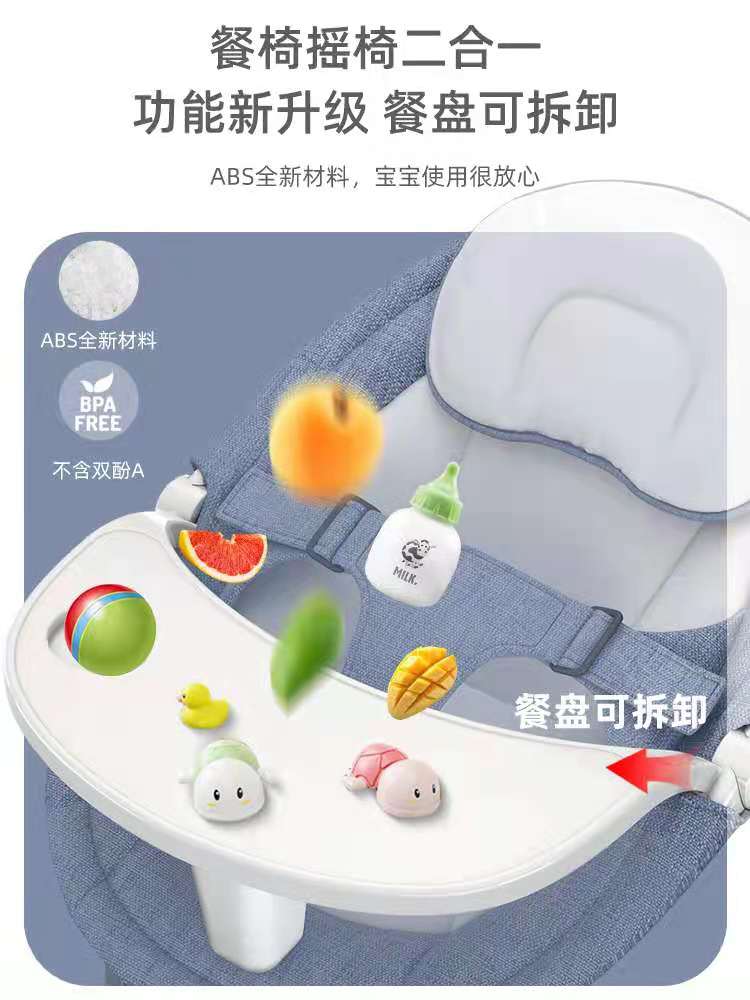 餐椅摇椅二合一
功能新升级 餐盘可拆卸
ABS全新材料，宝宝使用很放心
ABS全新材料
BPA
FREE
不含双酚A
MILK.
餐盘可拆卸